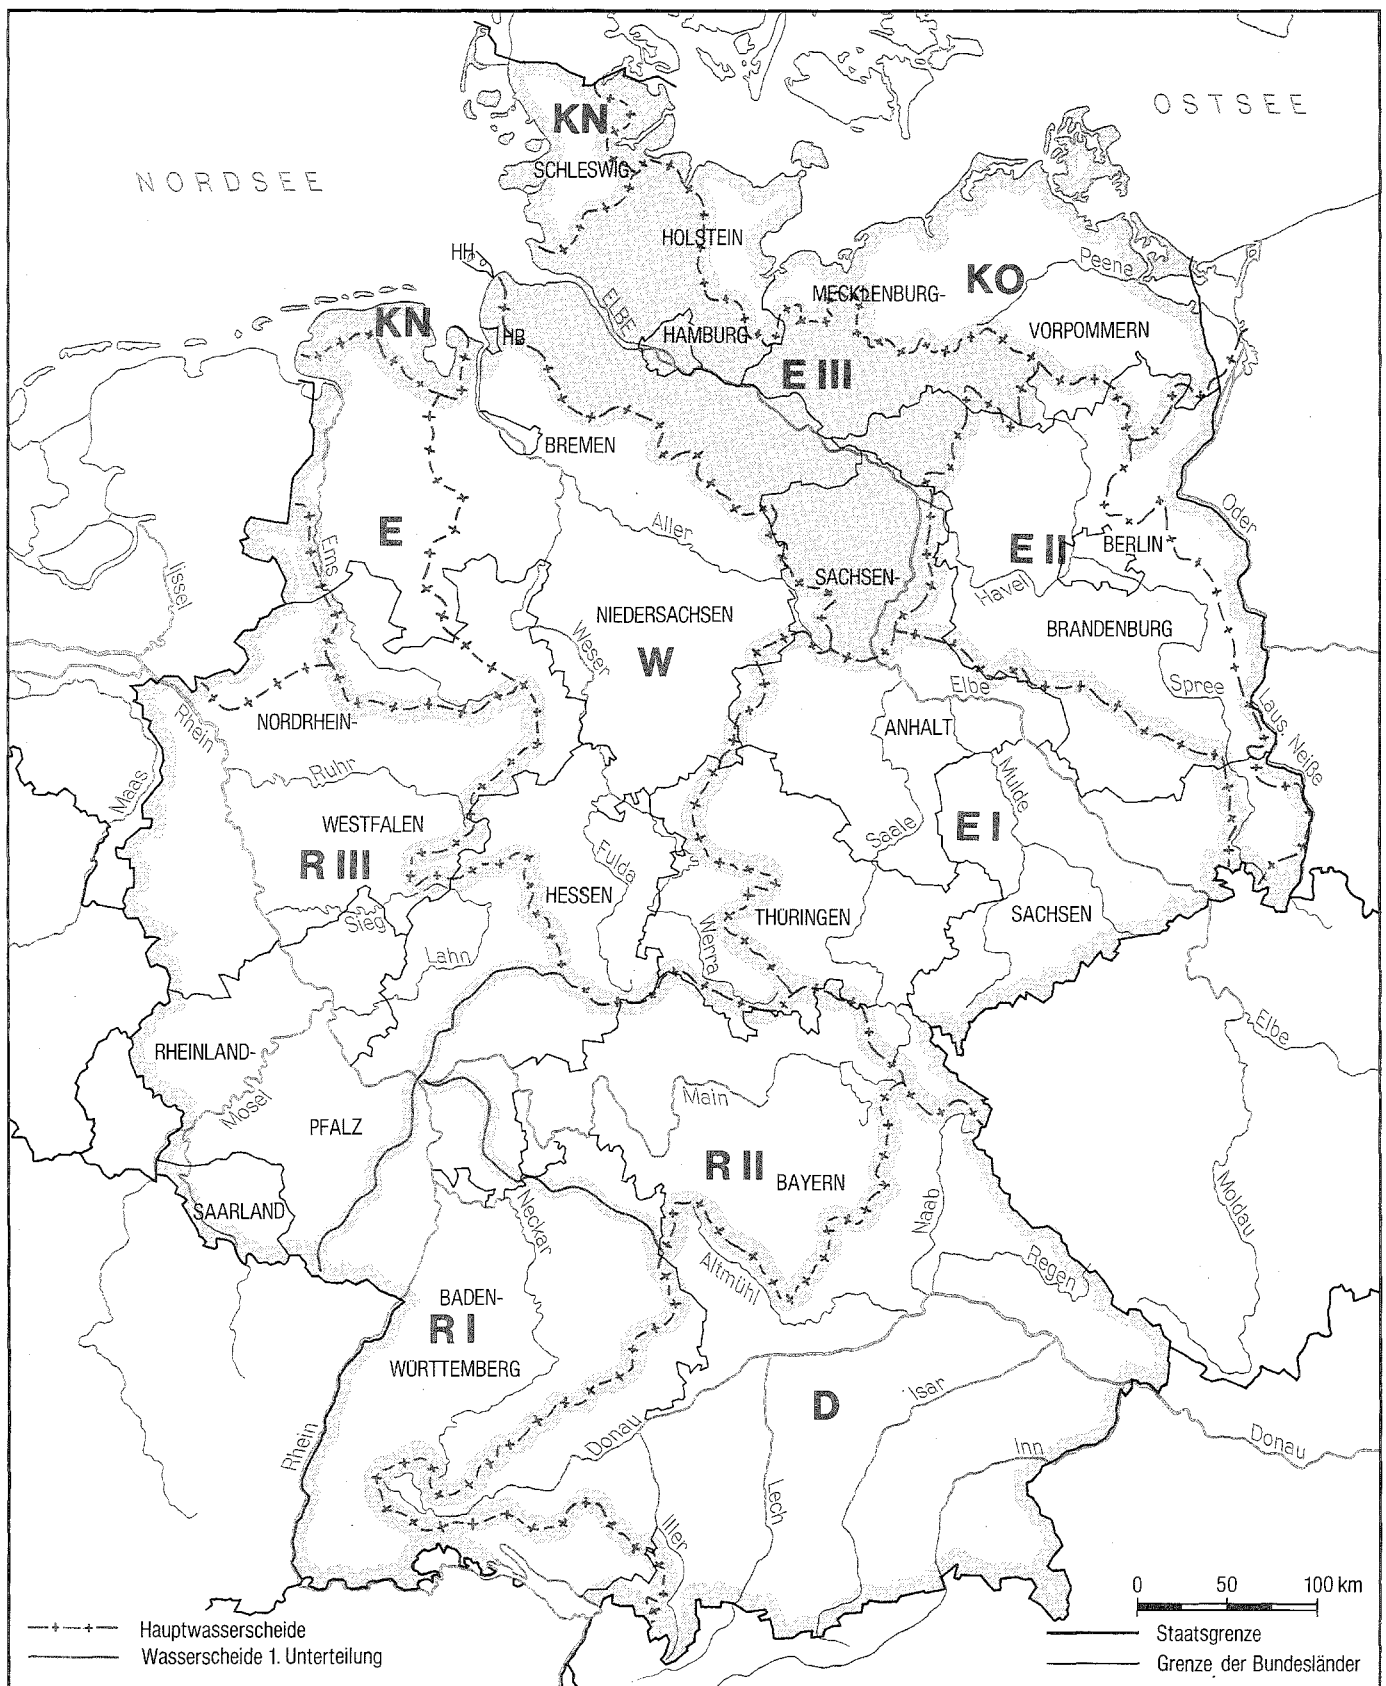 OSTSEE
NORDSEE
KN
SCHLESWIG-
HOLSTEIN
HH
ELBE
KN
HB
HAMBURG
MECKLENBURG-
KO
Peene
VORPOMMERN
E III
BREMEN
Aller
E
Ems
Ijssel
Oder
BERLIN
E II
Havel
SACHSEN-
NIEDERSACHSEN
Weser
W
BRANDENBURG
Spree
Elbe
Laus. Neiße
Rhein
NORDRHEIN-
ANHALT
Maas
Ruhr
Mulde
WESTFALEN
R III
Saale
E I
Fulda
HESSEN
THÜRINGEN
SACHSEN
Sieg
Lahn
Werra
Elbe
RHEINLAND-
Mosel
PFALZ
Main
R II
BAYERN
Moldau
SAARLAND
Neckar
Naab
Altmühl
Regen
BADEN-
R I
WÜRTTEMBERG
D
Isar
Donau
Rhein
Inn
Donau
Lech
Iller
0 50 100 km
Hauptwasserscheide
Wasserscheide 1. Unterteilung
Staatsgrenze
Grenze der Bundesländer